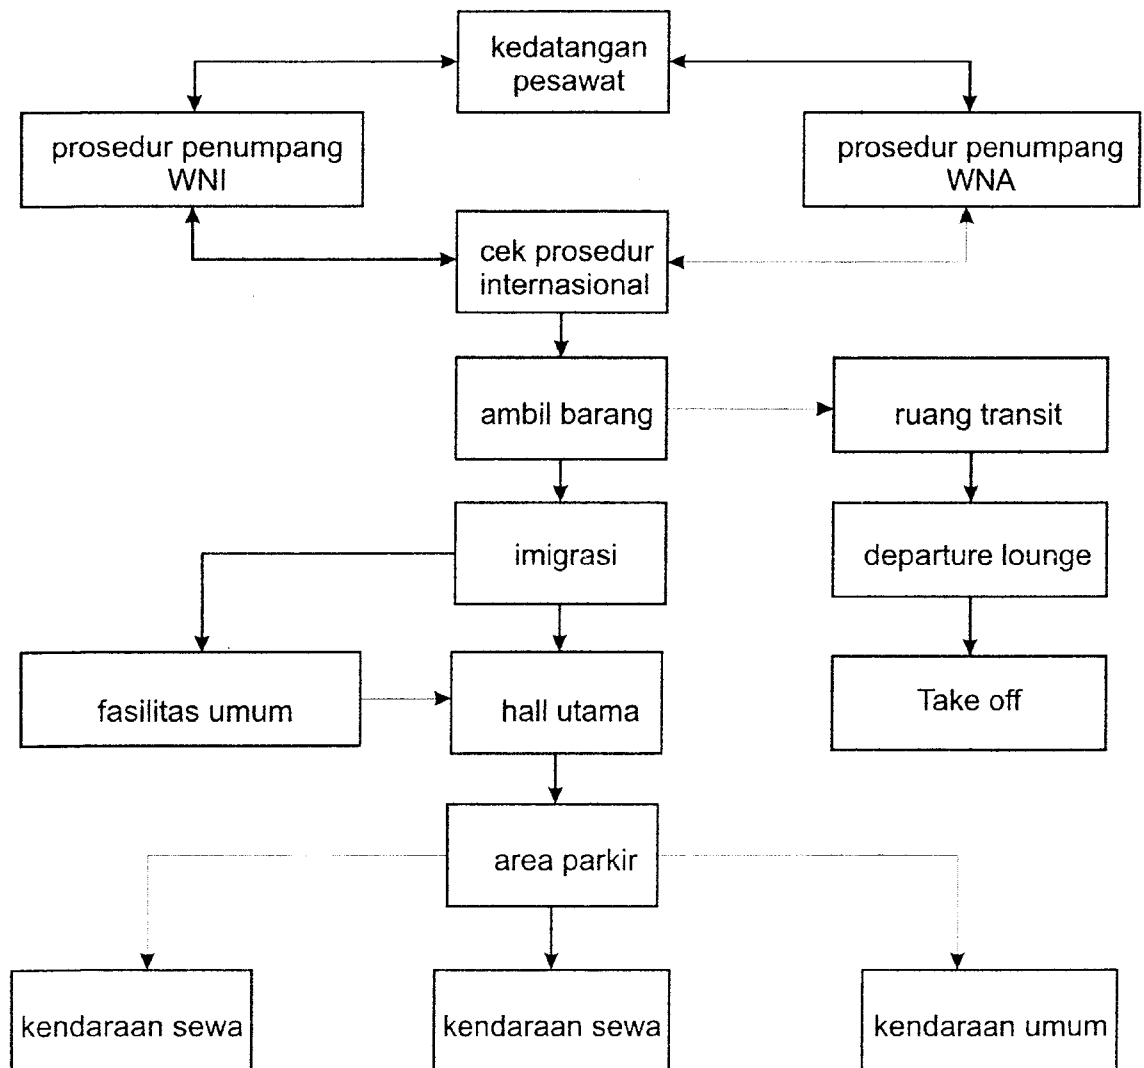 kedatangan
pesawat
prosedur penumpang
WNI
prosedur penumpang
WNA
cek prosedur
internasional
ambil barang
ruang transit
imigrasi
departure lounge
fasilitas umum
hall utama
Take off
area parkir
kendaraan sewa
kendaraan sewa
kendaraan umum